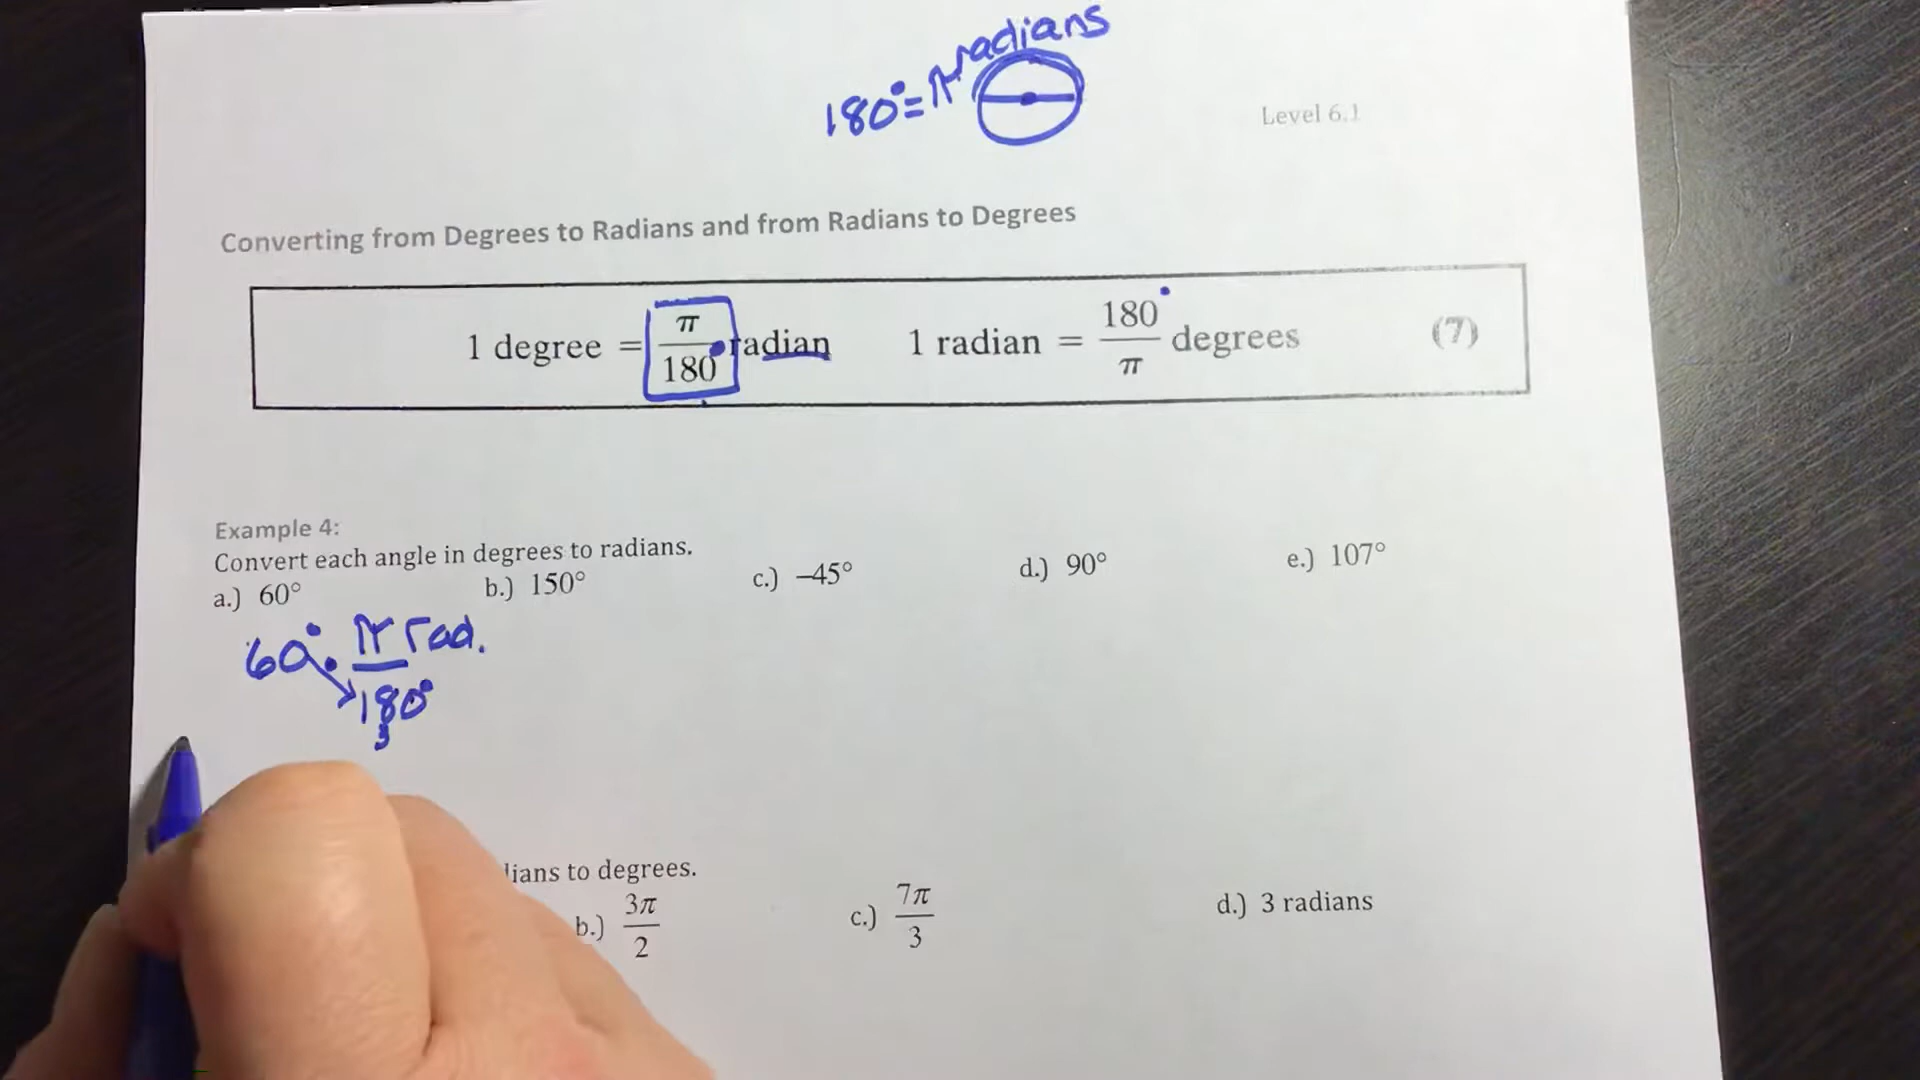 180°=π radians
Level 6.1
Converting from Degrees to Radians and from Radians to Degrees
1 degree = π/180° radian 1 radian = 180°/π degrees (7)
Example 4:
Convert each angle in degrees to radians.
a.) 60° b.) 150° c.) –45° d.) 90° e.) 107°
60° · π rad.
180°
3
to degrees.
b.) 3π/2 c.) 7π/3 d.) 3 radians